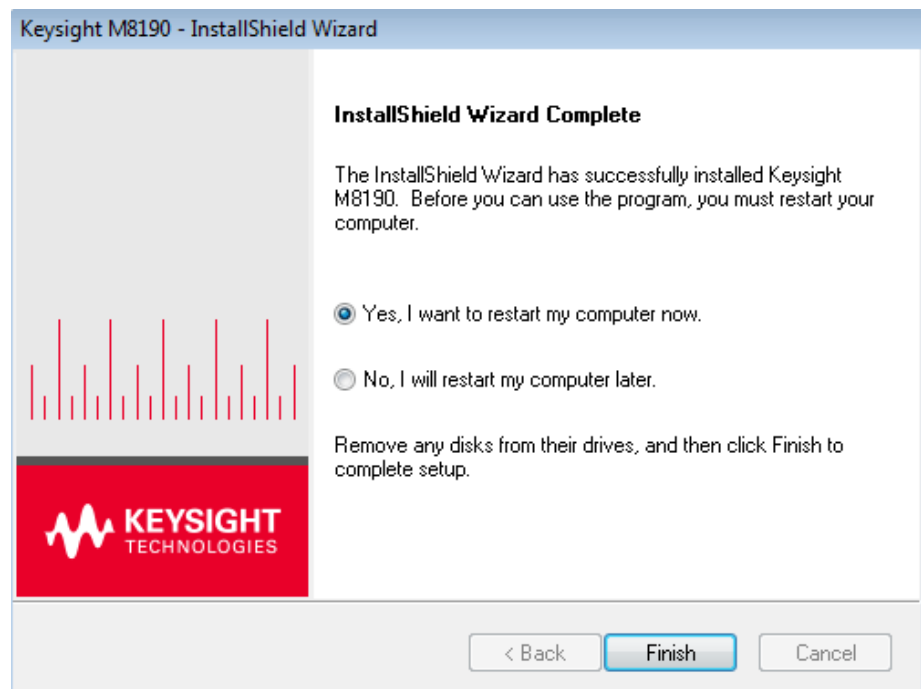 Keysight M8190 - InstallShield Wizard
InstallShield Wizard Complete
The InstallShield Wizard has successfully installed Keysight
M8190. Before you can use the program, you must restart your
computer.
Yes, I want to restart my computer now.
No, I will restart my computer later.
Remove any disks from their drives, and then click Finish to
complete setup.
KEYSIGHT
TECHNOLOGIES
< Back
Finish
Cancel